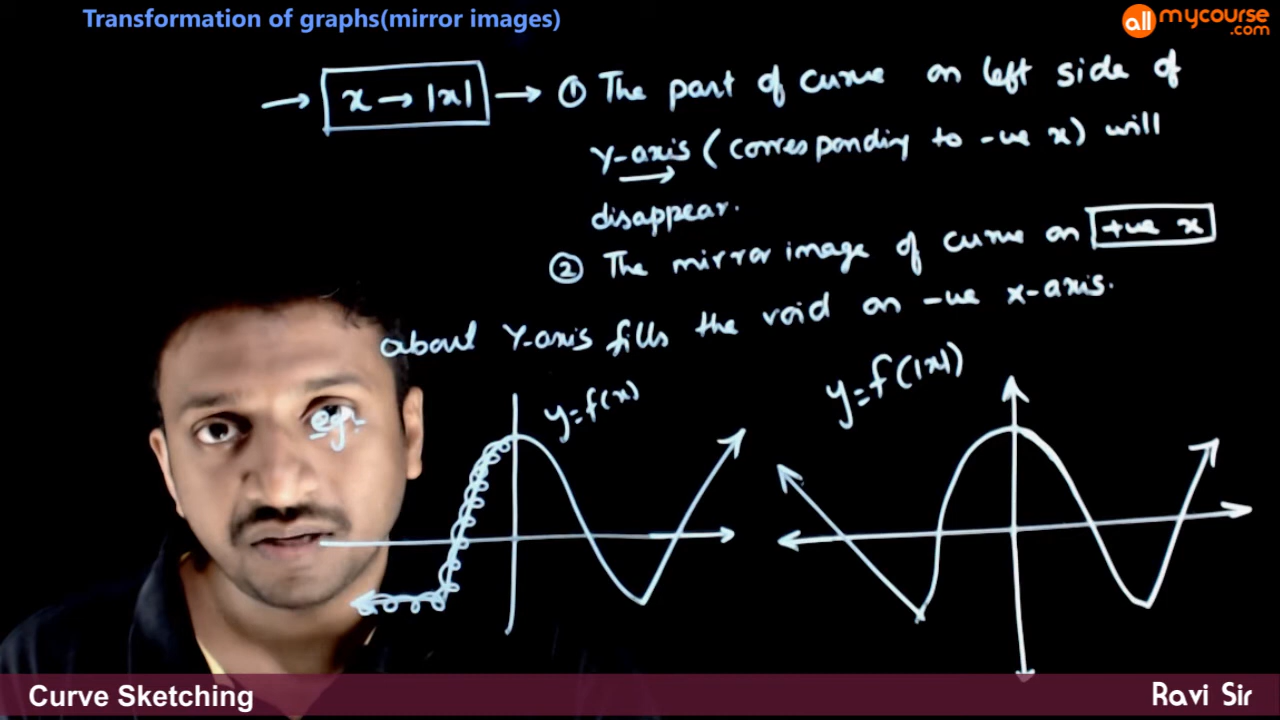 Transformation of graphs(mirror images)
all mycourse.com
→ x → |x| → ① The part of curve on left side of
Y-axis (corresponding to -ve x) will
disappear.
② The mirror image of curve on +ve x
about Y-axis fills the void on -ve x-axis.
eg:-
y=f(x)
y=f(|x|)
Curve Sketching
Ravi Sir